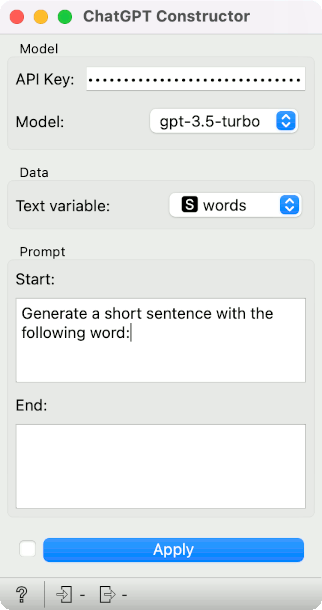 ChatGPT Constructor
Model
API Key: ••••••••••••••••••••••••••••••
Model: gpt-3.5-turbo
Data
Text variable: S words
Prompt
Start:
Generate a short sentence with the
following word:
End:
Apply
? - -